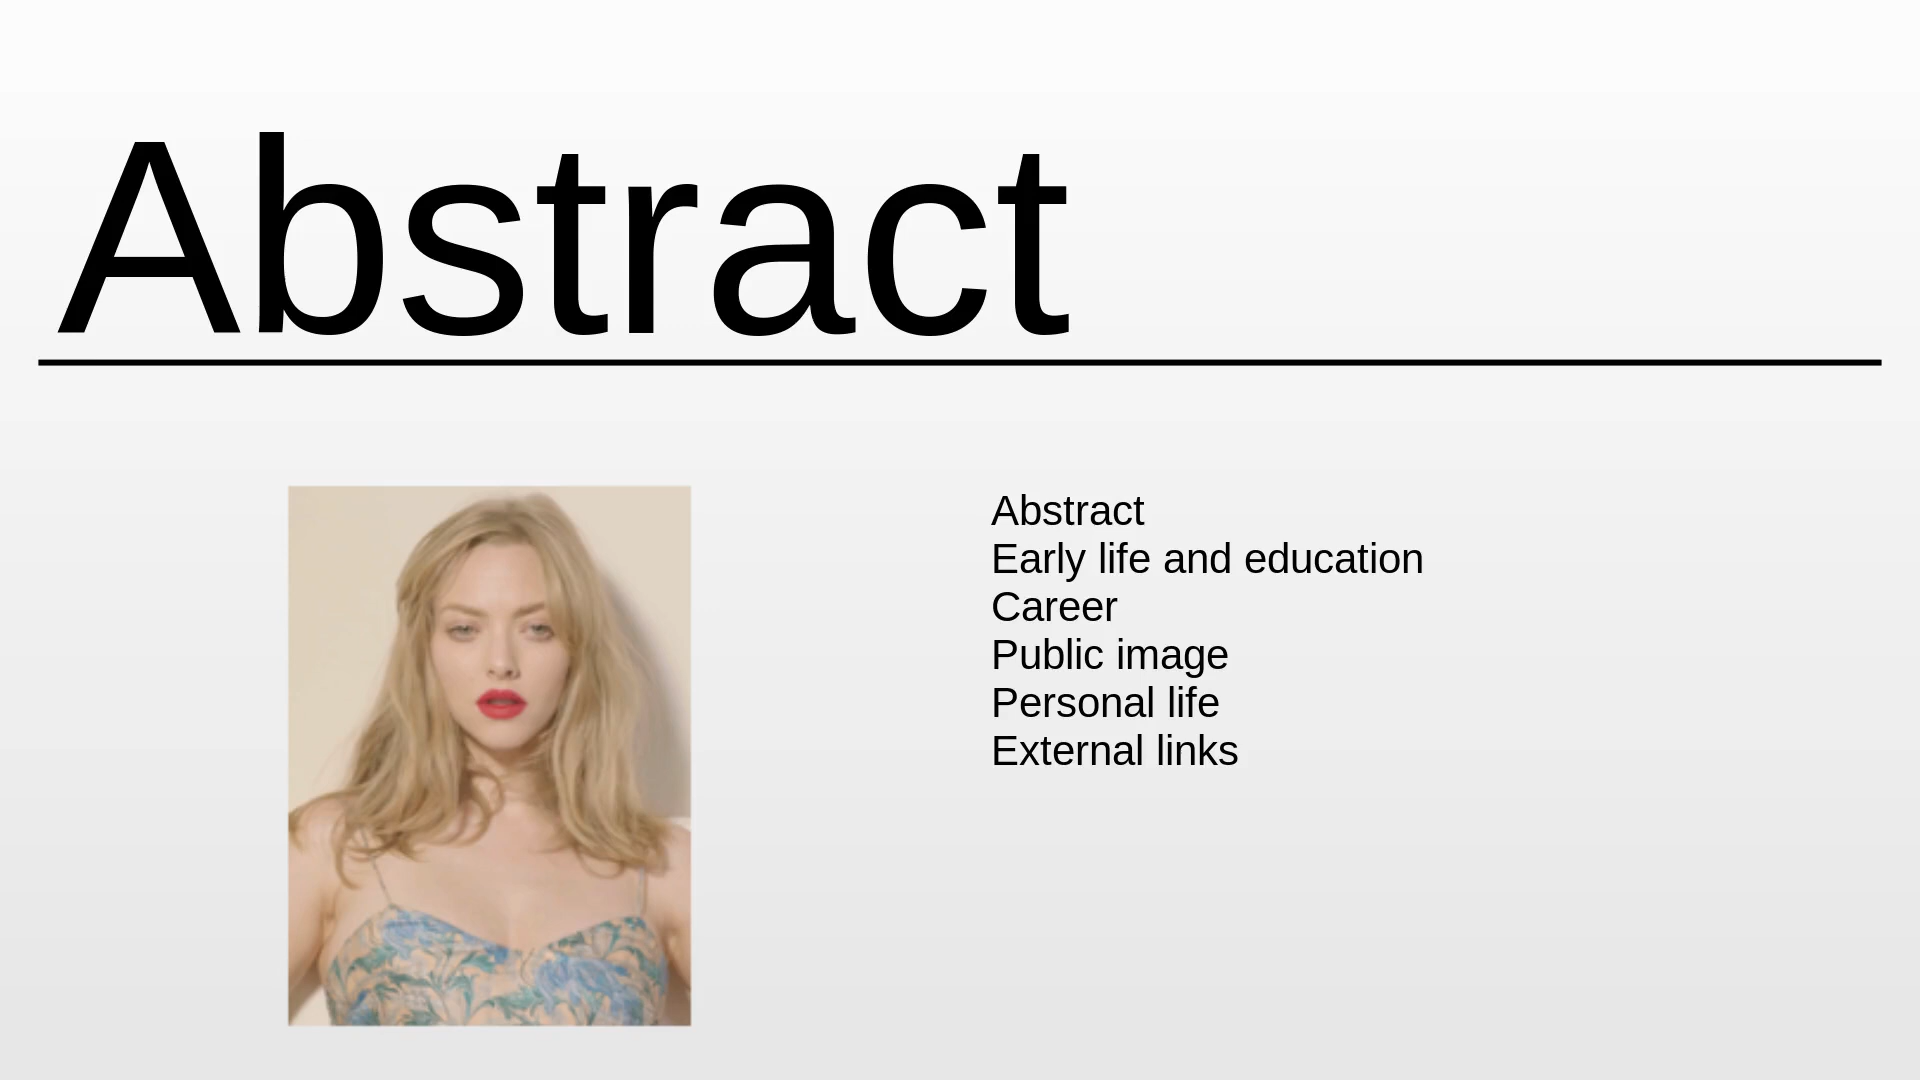 Abstract
Abstract
Early life and education
Career
Public image
Personal life
External links